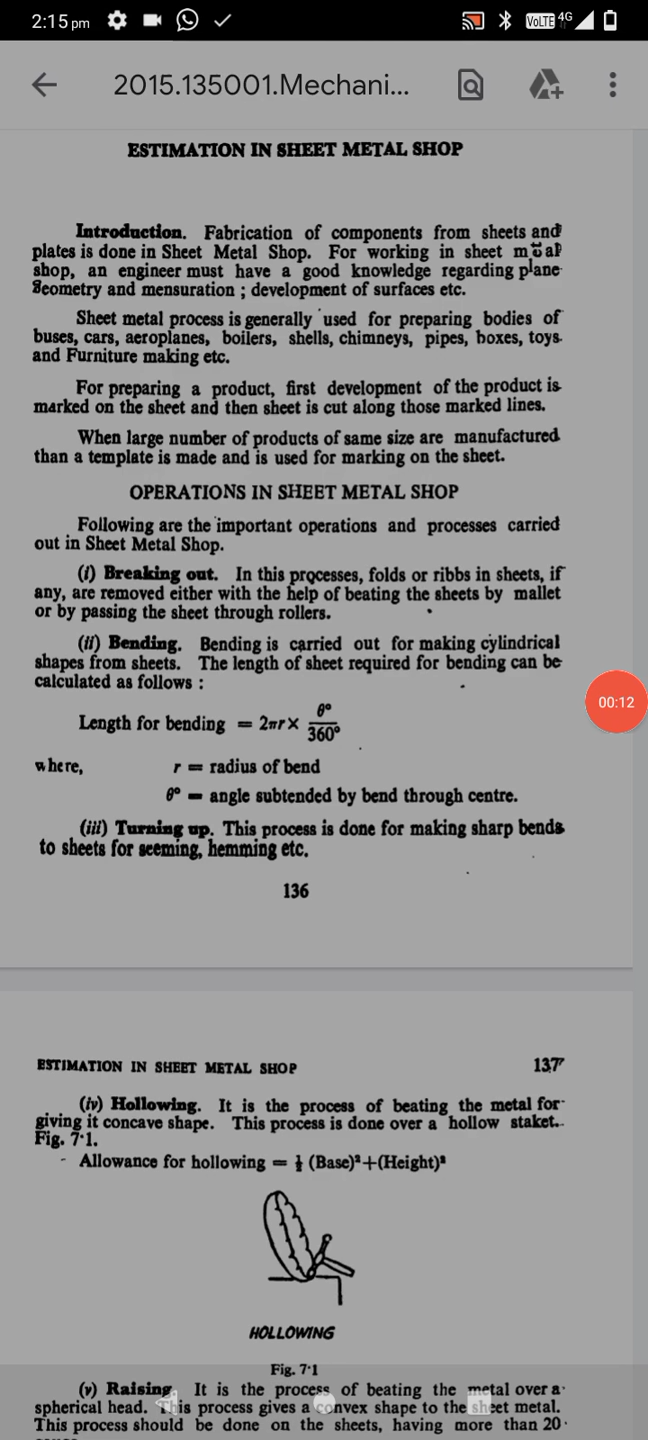 2:15 pm
VoLTE 4G
2015.135001.Mechani...
ESTIMATION IN SHEET METAL SHOP
Introduction. Fabrication of components from sheets and
plates is done in Sheet Metal Shop. For working in sheet metal
shop, an engineer must have a good knowledge regarding plane
geometry and mensuration ; development of surfaces etc.
Sheet metal process is generally used for preparing bodies of
buses, cars, aeroplanes, boilers, shells, chimneys, pipes, boxes, toys
and Furniture making etc.
For preparing a product, first development of the product is
marked on the sheet and then sheet is cut along those marked lines.
When large number of products of same size are manufactured
than a template is made and is used for marking on the sheet.
OPERATIONS IN SHEET METAL SHOP
Following are the important operations and processes carried
out in Sheet Metal Shop.
(i) Breaking out. In this processes, folds or ribbs in sheets, if
any, are removed either with the help of beating the sheets by mallet
or by passing the sheet through rollers.
(ii) Bending. Bending is carried out for making cylindrical
shapes from sheets. The length of sheet required for bending can be
calculated as follows :
Length for bending = 2πr× θ°/360°
where, r = radius of bend
θ° = angle subtended by bend through centre.
(iii) Turning up. This process is done for making sharp bends
to sheets for seeming, hemming etc.
136
00:12
ESTIMATION IN SHEET METAL SHOP 137
(iv) Hollowing. It is the process of beating the metal for
giving it concave shape. This process is done over a hollow staket.
Fig. 7·1.
Allowance for hollowing = ½ (Base)²+(Height)²
HOLLOWING
Fig. 7·1
(v) Raising. It is the process of beating the metal over a
spherical head. This process gives a convex shape to the sheet metal.
This process should be done on the sheets, having more than 20